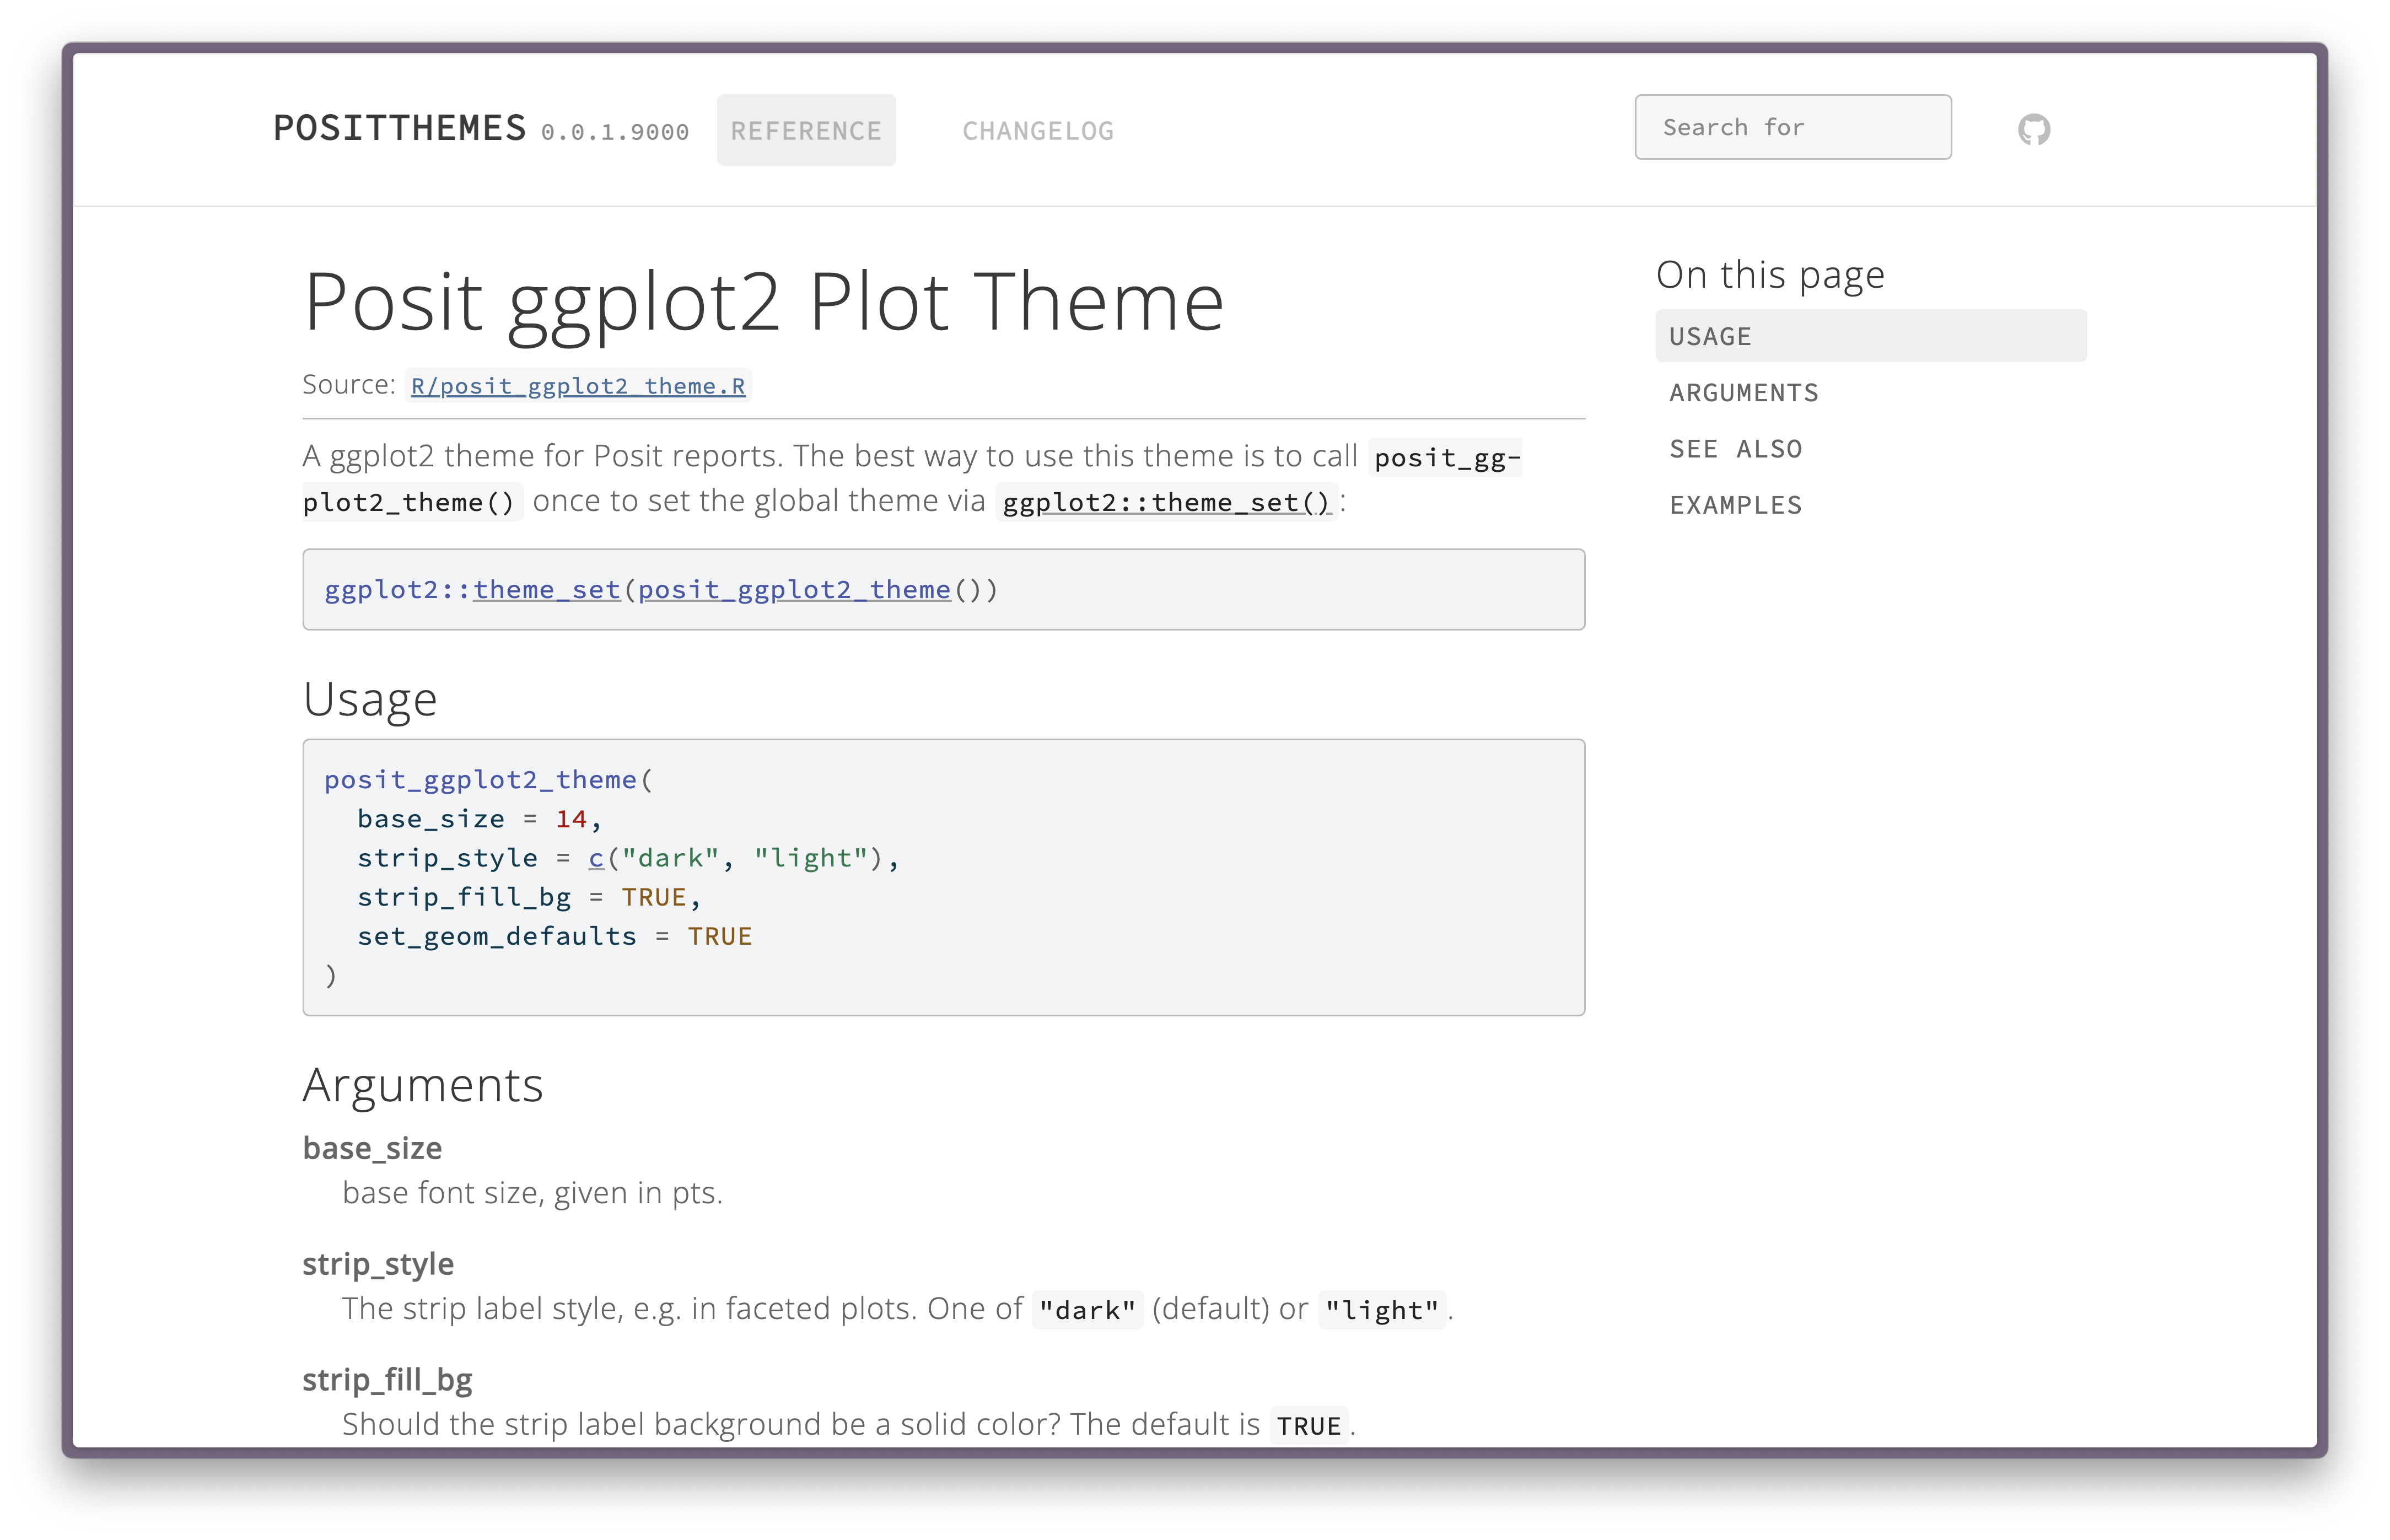 POSITTHEMES 0.0.1.9000 REFERENCE CHANGELOG Search for
Posit ggplot2 Plot Theme
Source: R/posit_ggplot2_theme.R
A ggplot2 theme for Posit reports. The best way to use this theme is to call posit_gg-
plot2_theme() once to set the global theme via ggplot2::theme_set():
ggplot2::theme_set(posit_ggplot2_theme())
Usage
posit_ggplot2_theme(
  base_size = 14,
  strip_style = c("dark", "light"),
  strip_fill_bg = TRUE,
  set_geom_defaults = TRUE
)
Arguments
base_size
base font size, given in pts.
strip_style
The strip label style, e.g. in faceted plots. One of "dark" (default) or "light".
strip_fill_bg
Should the strip label background be a solid color? The default is TRUE.
On this page
USAGE
ARGUMENTS
SEE ALSO
EXAMPLES